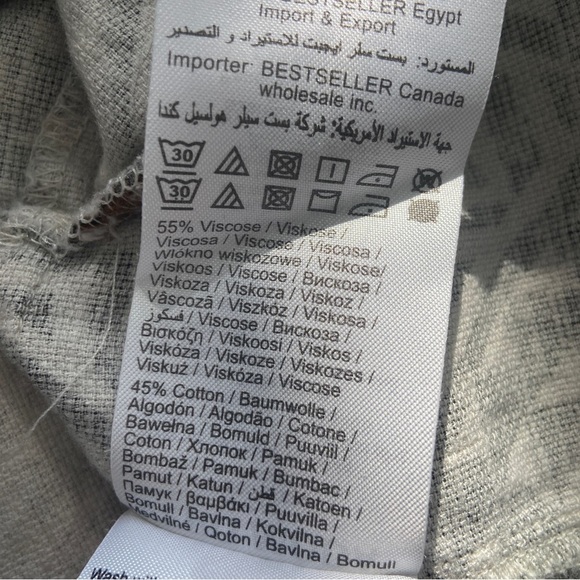 BESTSELLER Egypt
Import & Export
المستورد: بست سلر ايجيبت للاستيراد و التصدير
Importer BESTSELLER Canada
wholesale inc.
جهة الاستيراد الأمريكية: شركة بست سيلر هولسيل كندا
30
30
55% Viscose / Viskose /
Viscosa / Viscose / Viscosa /
Włókno wiskozowe / Viskose/
Viskoos / Viscose / Вискоза /
Viskoza / Viskoza / Viskoz /
Vâscoză / Viszkóz / Viskosa /
فسكوز / Viscose / Вискоза /
Βισκόζη / Viskoosi / Viskos /
Viskóza / Viskoze / Viskozes /
Viskuż / Viskóza / Viscose
45% Cotton / Baumwolle /
Algodón / Algodão / Cotone /
Bawełna / Bomuld / Puuvill /
Coton / Хлопок / Pamuk /
Bombaž / Pamuk / Bumbac /
Pamut / Katun / قطن / Katoen /
Памук / βαμβάκι / Puuvilla /
Bomull / Bavlna / Kokvilna /
Medvilné / Qoton / Bavlna / Bomull
Wash